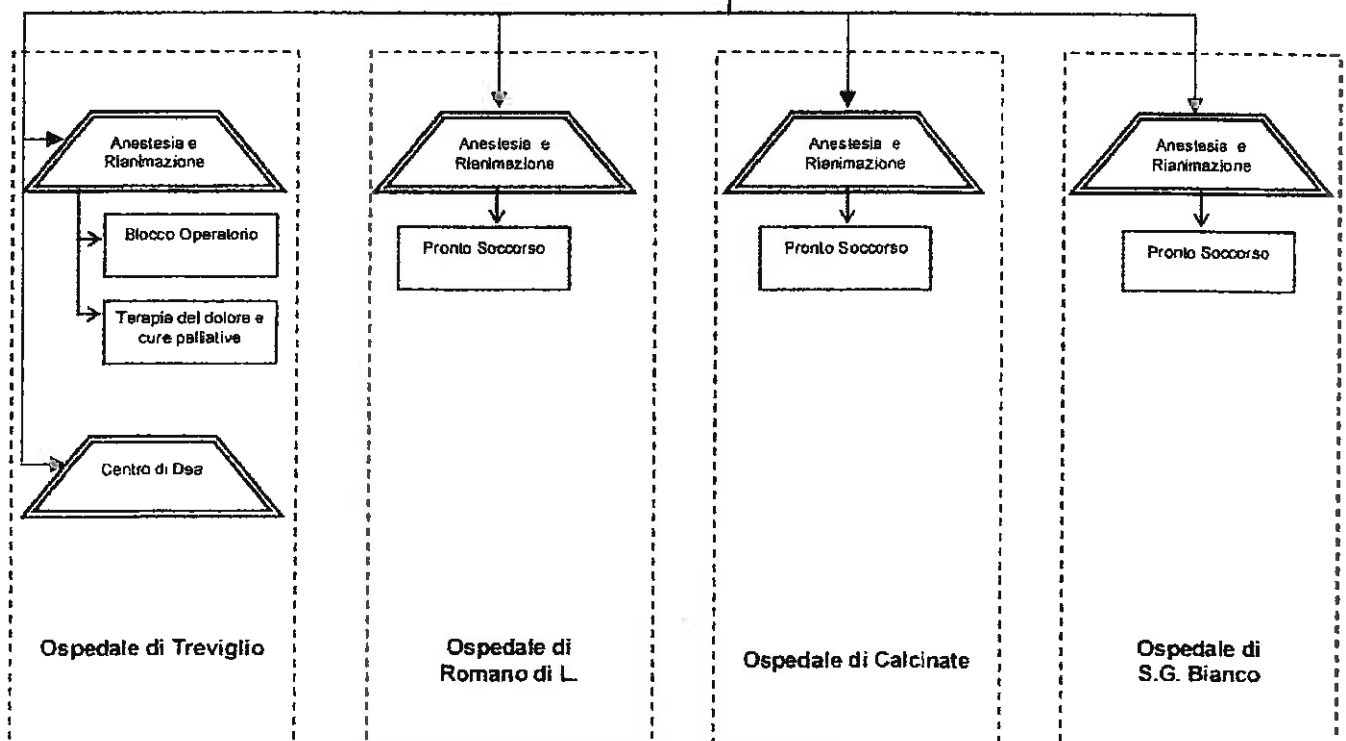 Anestesia e
Rianimazione
Blocco Operatorio
Terapia del dolore e
cure palliative
Centro di Dea
Ospedale di Treviglio
Anestesia e
Rianimazione
Pronto Soccorso
Ospedale di
Romano di L.
Anestesia e
Rianimazione
Pronto Soccorso
Ospedale di Calcinate
Anestesia e
Rianimazione
Pronto Soccorso
Ospedale di
S.G. Bianco